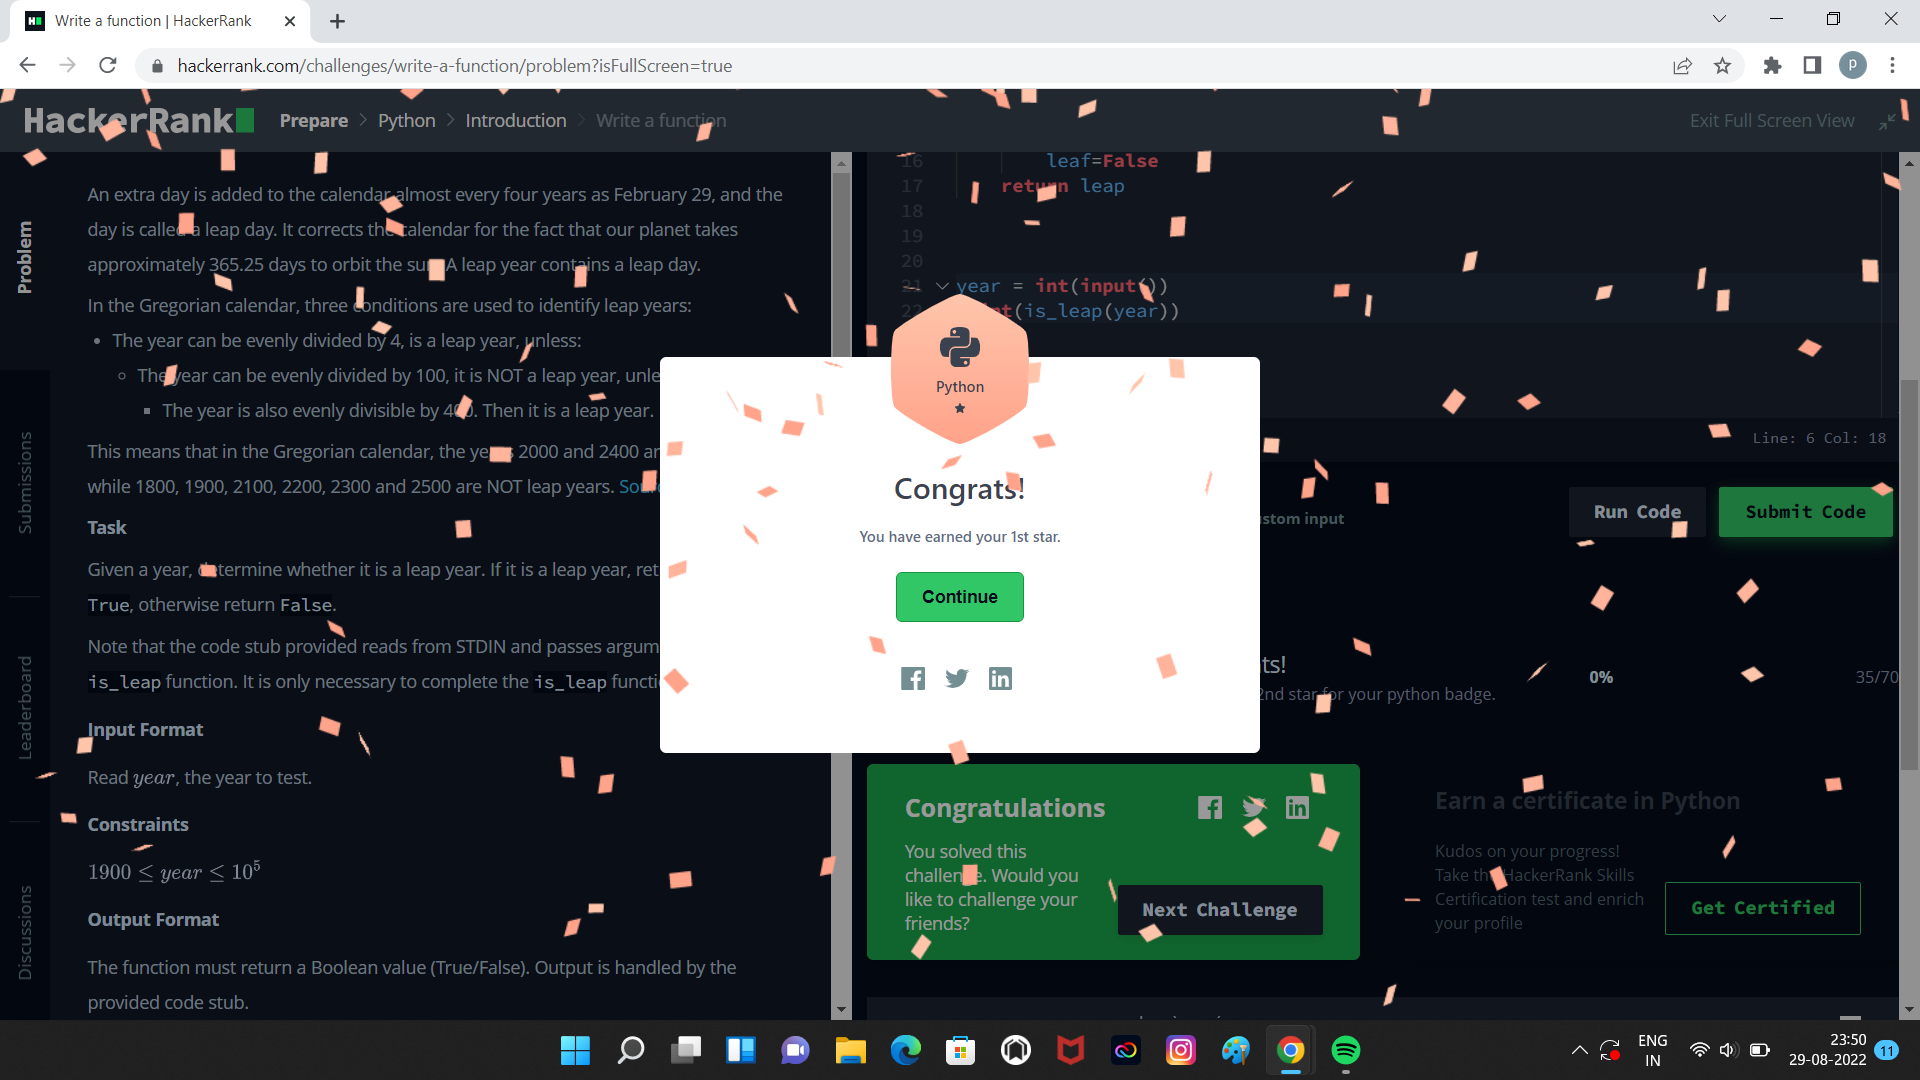 Write a function | HackerRank
hackerrank.com/challenges/write-a-function/problem?isFullScreen=true
p
HackerRank
Prepare > Python > Introduction > Write a function
Exit Full Screen View
Problem
Submissions
Leaderboard
Discussions
An extra day is added to the calendar almost every four years as February 29, and the
day is called a leap day. It corrects the calendar for the fact that our planet takes
approximately 365.25 days to orbit the sun. A leap year contains a leap day.
In the Gregorian calendar, three conditions are used to identify leap years:
The year can be evenly divided by 4, is a leap year, unless:
The year can be evenly divided by 100, it is NOT a leap year, unle
The year is also evenly divisible by 400. Then it is a leap year.
This means that in the Gregorian calendar, the years 2000 and 2400 ar
while 1800, 1900, 2100, 2200, 2300 and 2500 are NOT leap years. Sour
Task
Given a year, determine whether it is a leap year. If it is a leap year, ret
True, otherwise return False.
Note that the code stub provided reads from STDIN and passes argum
is_leap function. It is only necessary to complete the is_leap functi
Input Format
Read year, the year to test.
Constraints
1900 ≤ year ≤ 10⁵
Output Format
The function must return a Boolean value (True/False). Output is handled by the
provided code stub.
16 leaf=False
17 return leap
18
19
20
21 year = int(input())
22 nt(is_leap(year))
Line: 6 Col: 18
stom input
Run Code
Submit Code
Python
Congrats!
You have earned your 1st star.
Continue
ts!
2nd star for your python badge.
0%
35/70
Congratulations
You solved this
challenge. Would you
like to challenge your
friends?
Next Challenge
Earn a certificate in Python
Kudos on your progress!
Take the HackerRank Skills
Certification test and enrich
your profile
Get Certified
ENG
IN
23:50
29-08-2022
11